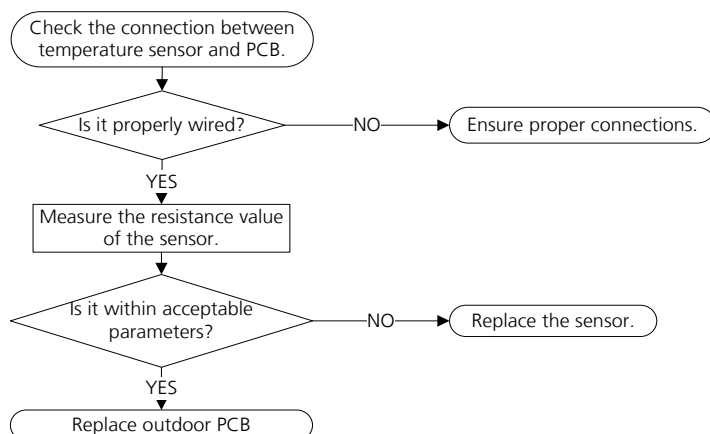 Check the connection between
temperature sensor and PCB.
Is it properly wired?
NO
Ensure proper connections.
YES
Measure the resistance value
of the sensor.
Is it within acceptable
parameters?
NO
Replace the sensor.
YES
Replace outdoor PCB